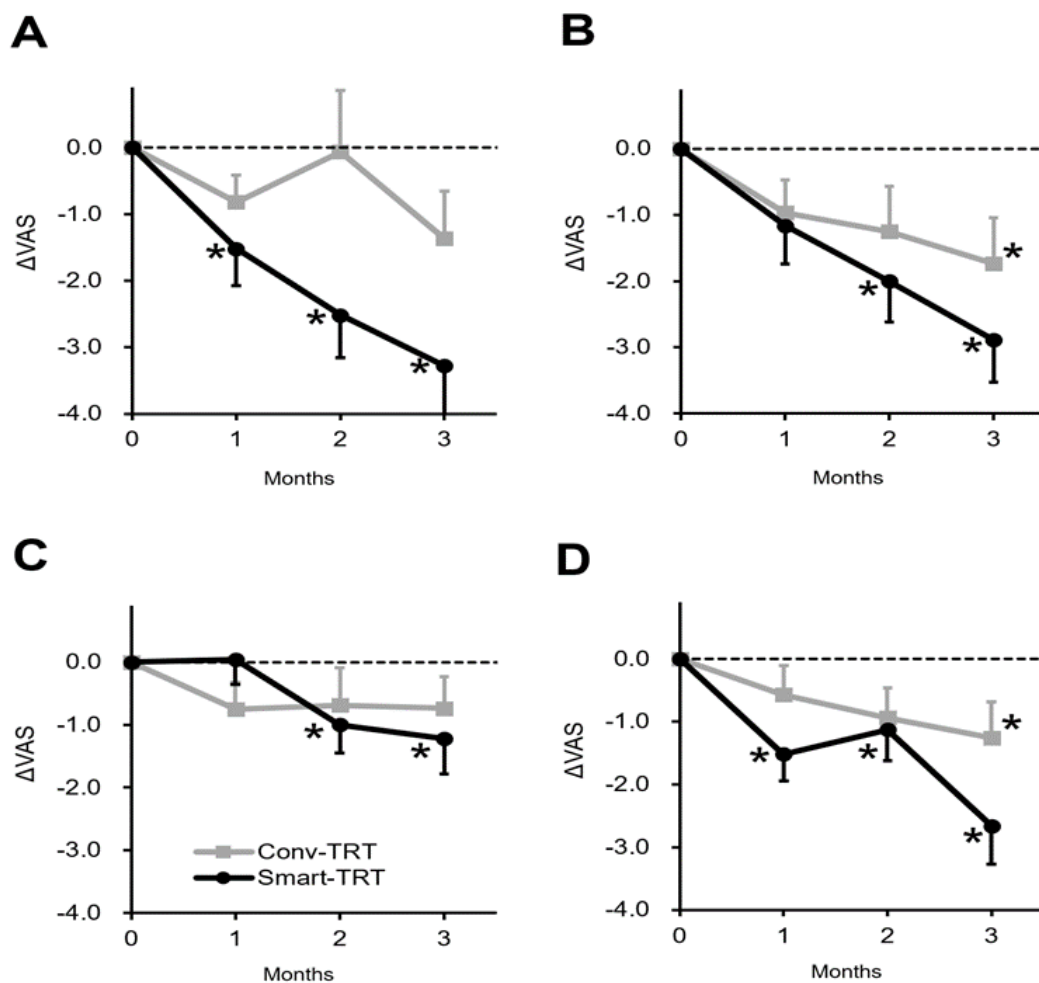 A
0.0
-1.0
-2.0
-3.0
-4.0
ΔVAS
*
*
*
0 1 2 3
Months
B
0.0
-1.0
-2.0
-3.0
-4.0
ΔVAS
*
*
*
0 1 2 3
Months
C
0.0
-1.0
-2.0
-3.0
-4.0
ΔVAS
*
*
Conv-TRT
Smart-TRT
0 1 2 3
Months
D
0.0
-1.0
-2.0
-3.0
-4.0
ΔVAS
*
*
*
*
0 1 2 3
Months